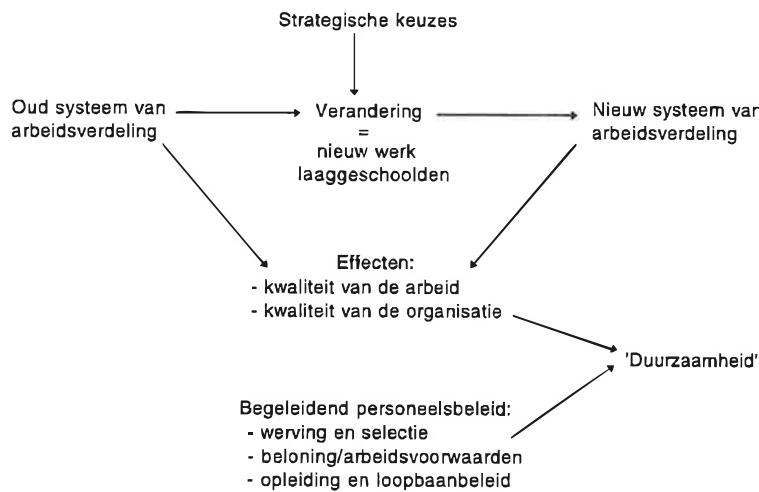 Strategische keuzes
Oud systeem van
arbeidsverdeling
Verandering
=
nieuw werk
laaggeschoolden
Nieuw systeem van
arbeidsverdeling
Effecten:
- kwaliteit van de arbeid
- kwaliteit van de organisatie
'Duurzaamheid'
Begeleidend personeelsbeleid:
- werving en selectie
- beloning/arbeidsvoorwaarden
- opleiding en loopbaanbeleid